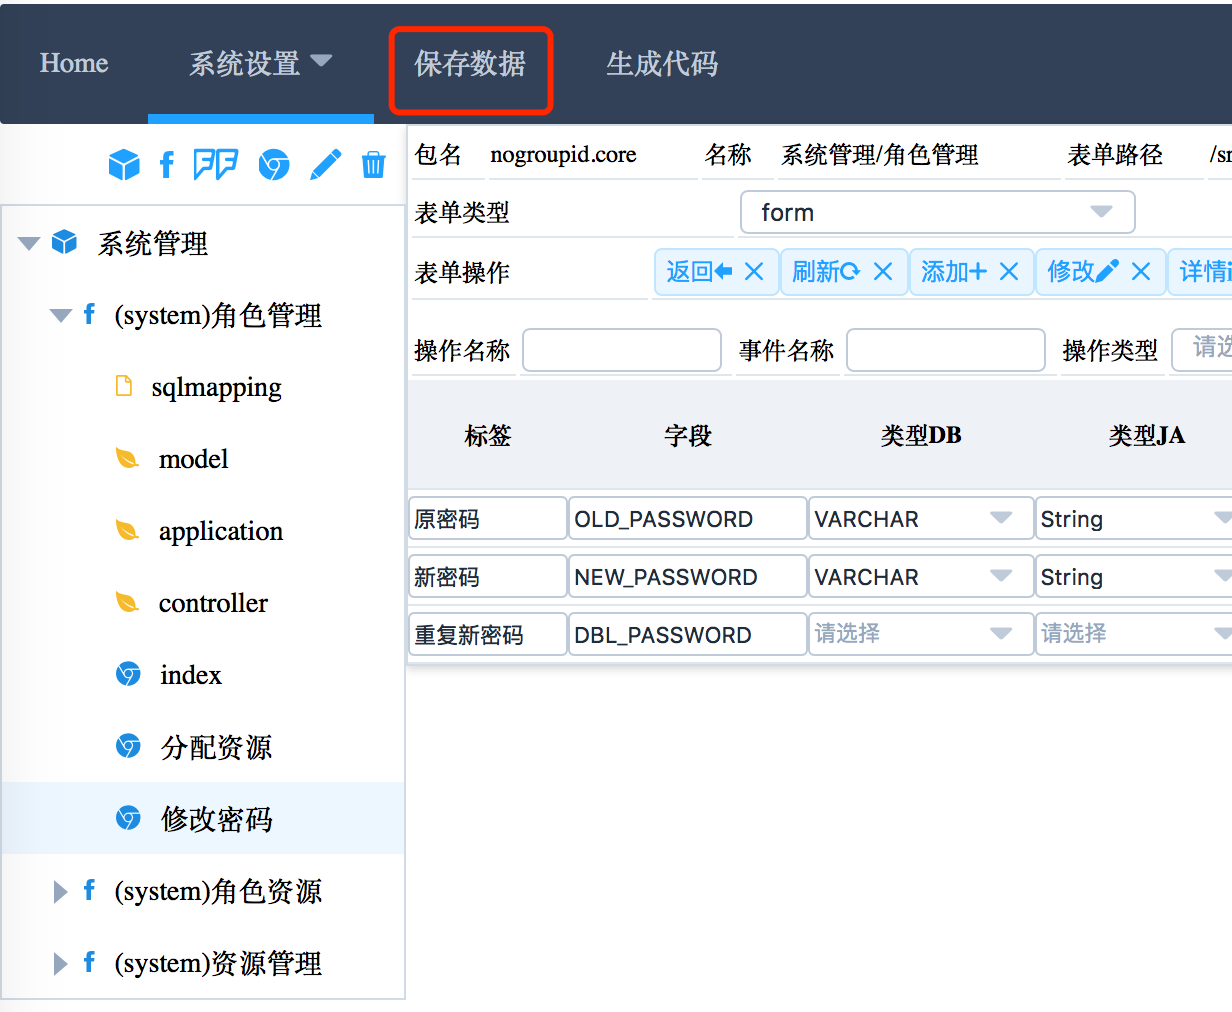 Home 系统设置 保存数据 生成代码
包名 nogroupid.core 名称 系统管理/角色管理 表单路径
表单类型 form
表单操作 返回 刷新 添加 修改 详情
操作名称 事件名称 操作类型 请选
标签 字段 类型DB 类型JA
原密码 OLD_PASSWORD VARCHAR String
新密码 NEW_PASSWORD VARCHAR String
重复新密码 DBL_PASSWORD 请选择 请选择
系统管理
(system)角色管理
sqlmapping
model
application
controller
index
分配资源
修改密码
(system)角色资源
(system)资源管理